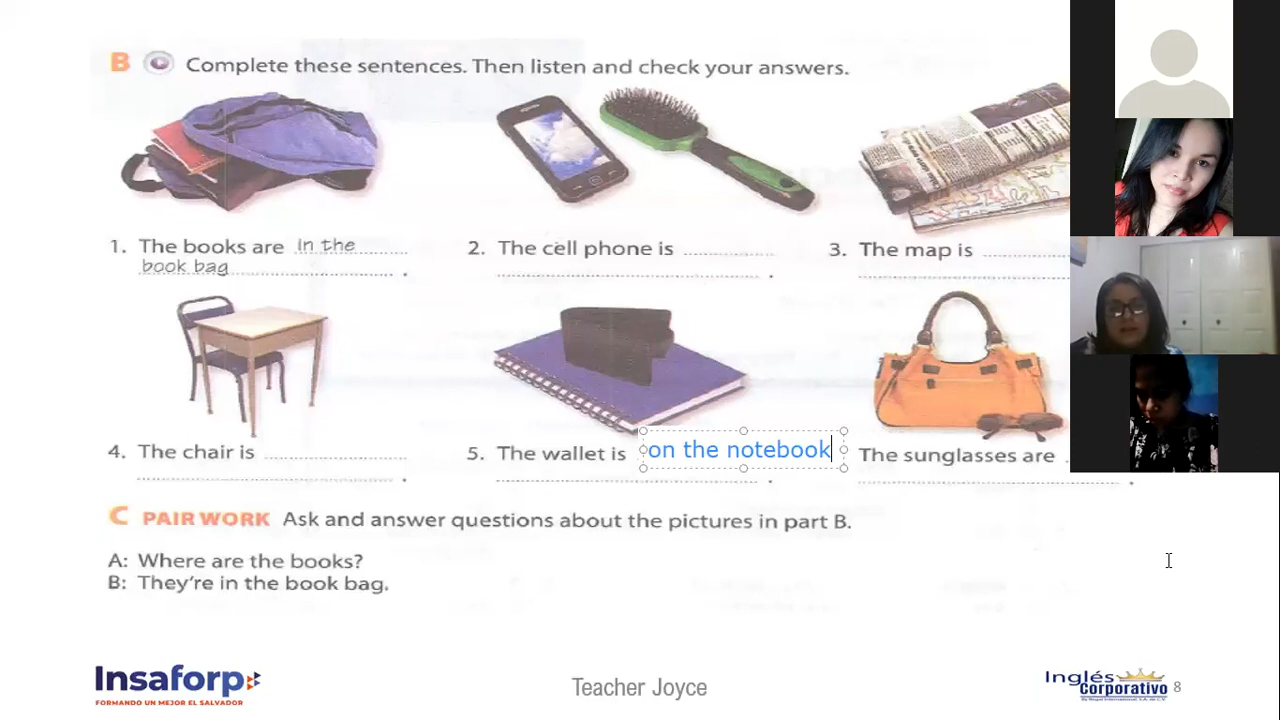 B Complete these sentences. Then listen and check your answers.
1. The books are In the
book bag.
2. The cell phone is
3. The map is
4. The chair is
5. The wallet is on the notebook
The sunglasses are
C PAIR WORK Ask and answer questions about the pictures in part B.
A: Where are the books?
B: They're in the book bag.
Insaforp
FORMANDO UN MEJOR EL SALVADOR
Teacher Joyce
Inglés
Corporativo
8